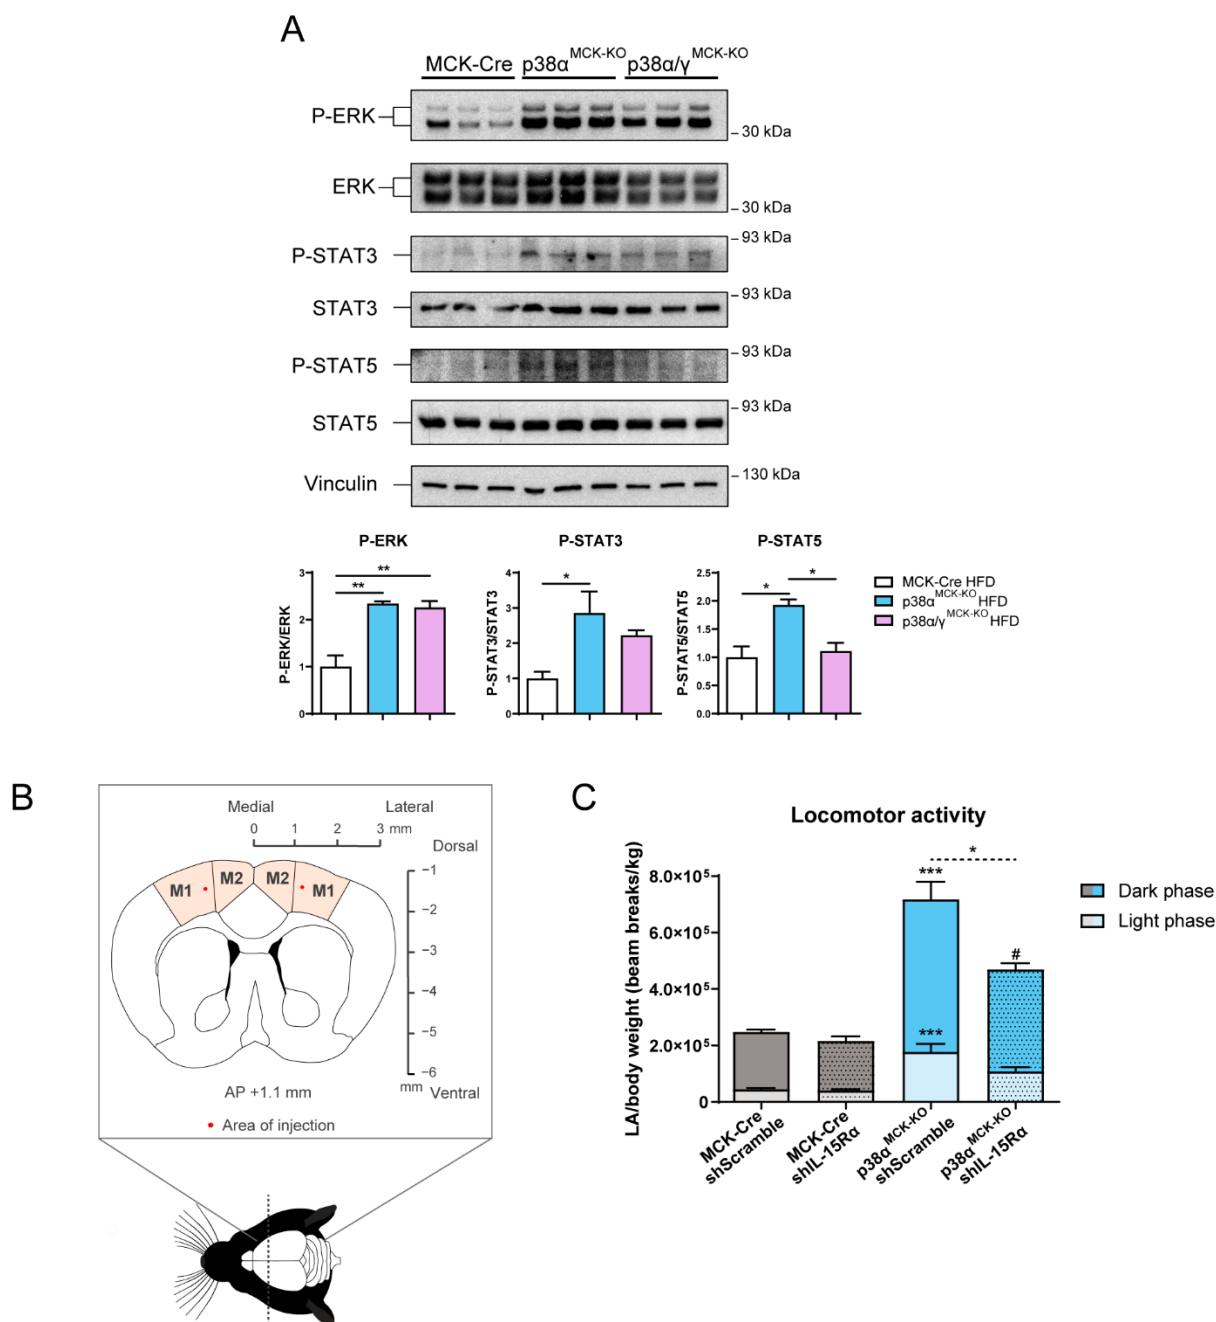 A
MCK-Cre p38α^MCK-KO p38α/γ^MCK-KO
P-ERK
30 kDa
ERK
30 kDa
93 kDa
P-STAT3
93 kDa
STAT3
93 kDa
P-STAT5
93 kDa
STAT5
130 kDa
Vinculin
P-ERK
P-ERK/ERK
3
2
1
0
**
**
P-STAT3
P-STAT3/STAT3
4
3
2
1
0
*
P-STAT5
P-STAT5/STAT5
2.5
2.0
1.5
1.0
0.5
0.0
*
*
MCK-Cre HFD
p38α^MCK-KO HFD
p38α/γ^MCK-KO HFD
B
Medial Lateral
0 1 2 3 mm
Dorsal
M1 M2 M2 M1
−1
−2
−3
−4
−5
−6
mm
Ventral
AP +1.1 mm
Area of injection
C
Locomotor activity
LA/body weight (beam breaks/kg)
8.0×10⁵
6.0×10⁵
4.0×10⁵
2.0×10⁵
0
*
***
***
#
Dark phase
Light phase
MCK-Cre
shScramble
MCK-Cre
shIL-15Rα
p38α^MCK-KO
shScramble
p38α^MCK-KO
shIL-15Rα